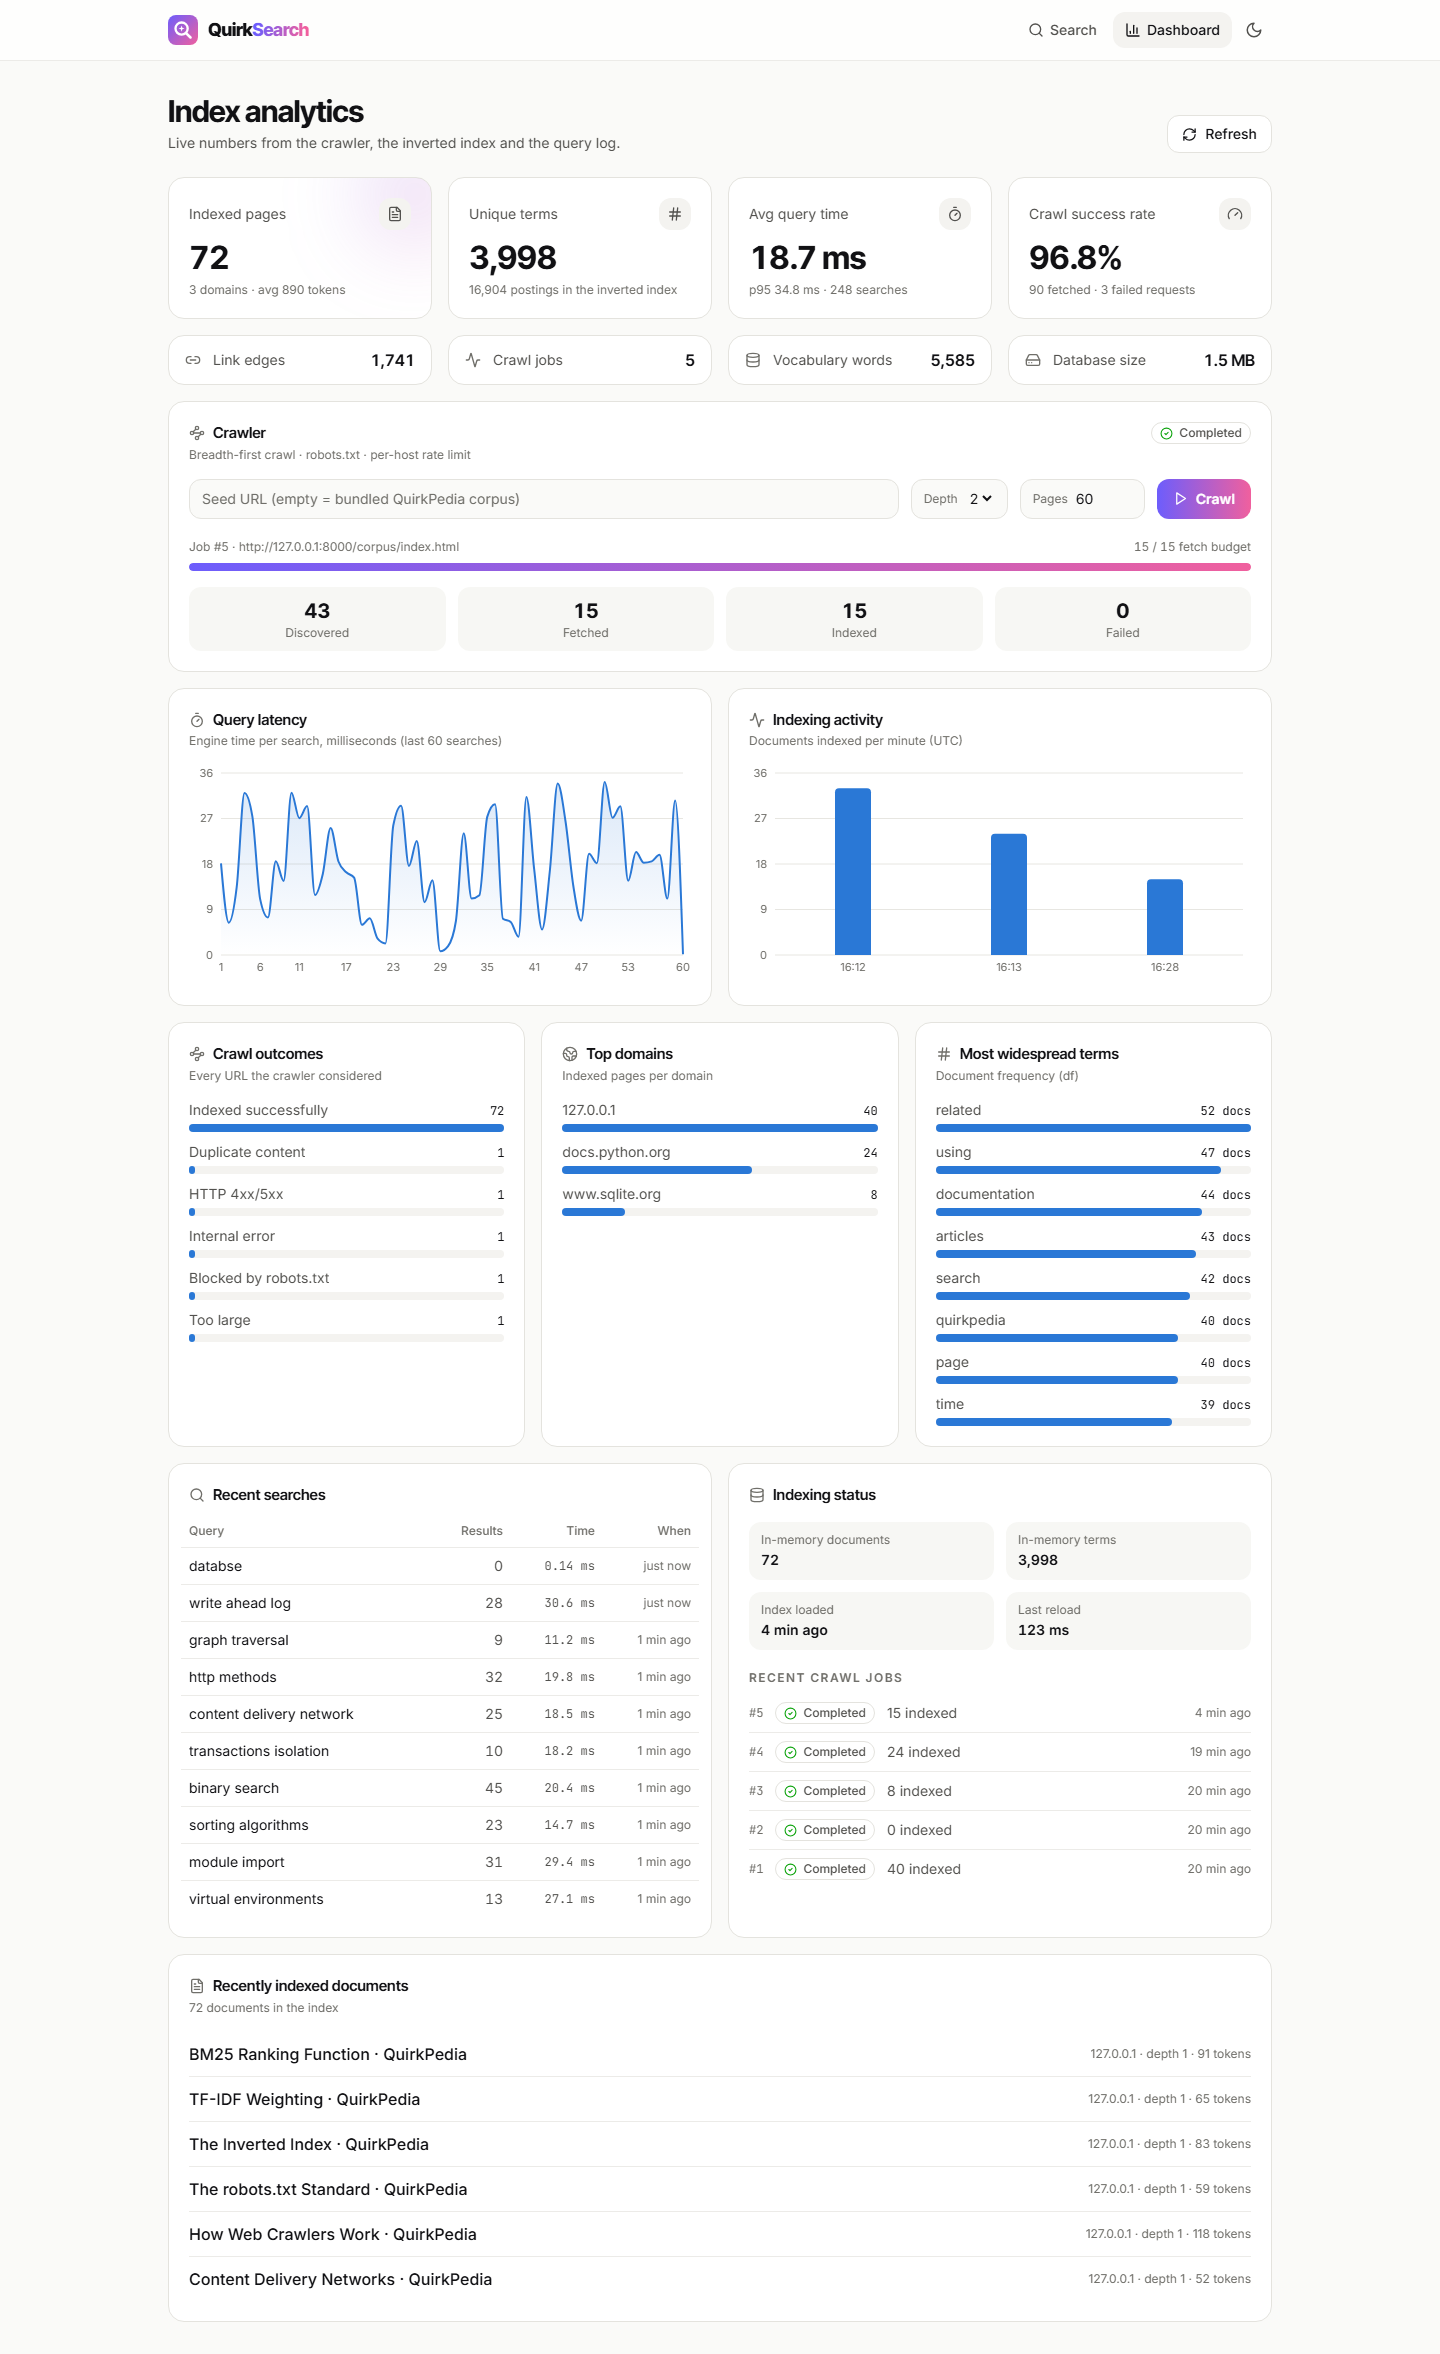 QuirkSearch
Search
Dashboard
Index analytics
Live numbers from the crawler, the inverted index and the query log.
Refresh
Indexed pages
72
3 domains · avg 890 tokens
Unique terms
3,998
16,904 postings in the inverted index
Avg query time
18.7 ms
p95 34.8 ms · 248 searches
Crawl success rate
96.8%
90 fetched · 3 failed requests
Link edges 1,741
Crawl jobs 5
Vocabulary words 5,585
Database size 1.5 MB
Crawler
Completed
Breadth-first crawl · robots.txt · per-host rate limit
Seed URL (empty = bundled QuirkPedia corpus)
Depth 2
Pages 60
Crawl
Job #5 · http://127.0.0.1:8000/corpus/index.html
15 / 15 fetch budget
43
Discovered
15
Fetched
15
Indexed
0
Failed
Query latency
Engine time per search, milliseconds (last 60 searches)
36
27
18
9
0
1 6 11 17 23 29 35 41 47 53 60
Indexing activity
Documents indexed per minute (UTC)
36
27
18
9
0
16:12 16:13 16:28
Crawl outcomes
Every URL the crawler considered
Indexed successfully 72
Duplicate content 1
HTTP 4xx/5xx 1
Internal error 1
Blocked by robots.txt 1
Too large 1
Top domains
Indexed pages per domain
127.0.0.1 40
docs.python.org 24
www.sqlite.org 8
Most widespread terms
Document frequency (df)
related 52 docs
using 47 docs
documentation 44 docs
articles 43 docs
search 42 docs
quirkpedia 40 docs
page 40 docs
time 39 docs
Recent searches
Query Results Time When
databse 0 0.14 ms just now
write ahead log 28 30.6 ms just now
graph traversal 9 11.2 ms 1 min ago
http methods 32 19.8 ms 1 min ago
content delivery network 25 18.5 ms 1 min ago
transactions isolation 10 18.2 ms 1 min ago
binary search 45 20.4 ms 1 min ago
sorting algorithms 23 14.7 ms 1 min ago
module import 31 29.4 ms 1 min ago
virtual environments 13 27.1 ms 1 min ago
Indexing status
In-memory documents
72
In-memory terms
3,998
Index loaded
4 min ago
Last reload
123 ms
RECENT CRAWL JOBS
#5 Completed 15 indexed 4 min ago
#4 Completed 24 indexed 19 min ago
#3 Completed 8 indexed 20 min ago
#2 Completed 0 indexed 20 min ago
#1 Completed 40 indexed 20 min ago
Recently indexed documents
72 documents in the index
BM25 Ranking Function · QuirkPedia 127.0.0.1 · depth 1 · 91 tokens
TF-IDF Weighting · QuirkPedia 127.0.0.1 · depth 1 · 65 tokens
The Inverted Index · QuirkPedia 127.0.0.1 · depth 1 · 83 tokens
The robots.txt Standard · QuirkPedia 127.0.0.1 · depth 1 · 59 tokens
How Web Crawlers Work · QuirkPedia 127.0.0.1 · depth 1 · 118 tokens
Content Delivery Networks · QuirkPedia 127.0.0.1 · depth 1 · 52 tokens